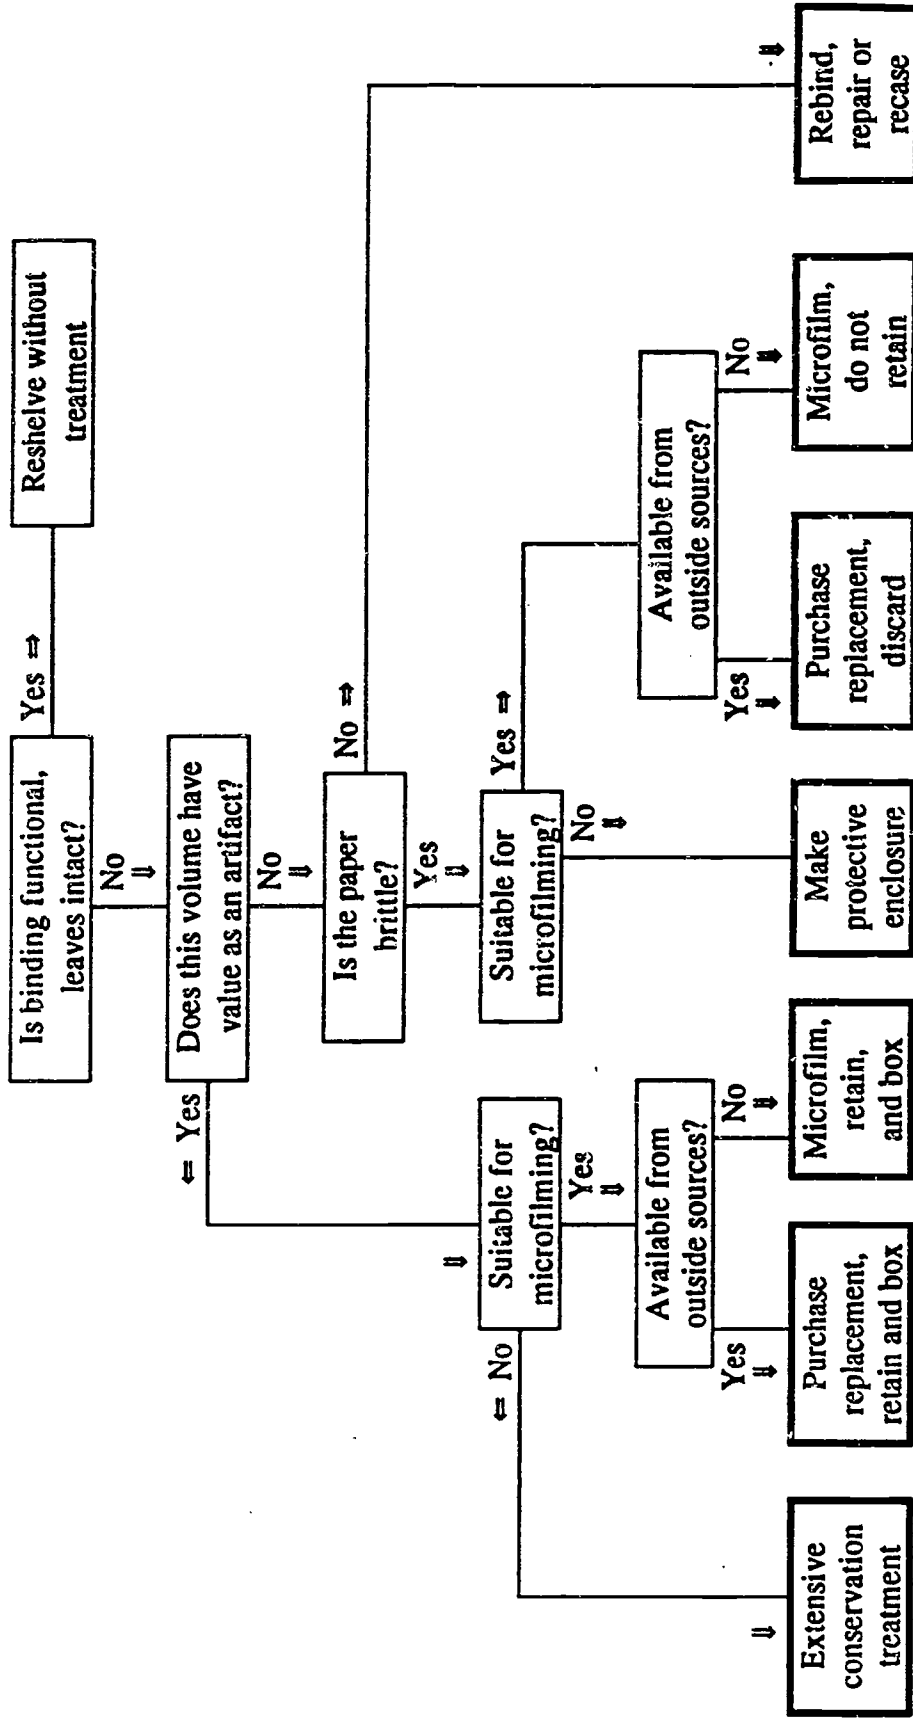 Is binding functional,
leaves intact?
Yes ⇒
Reshelve without
treatment
No
⇓
Does this volume have
value as an artifact?
⇐ Yes
No
⇓
Is the paper
brittle?
No ⇒
Yes
⇓
⇓
Suitable for
microfilming?
⇐ No
Yes
⇓
Suitable for
microfilming?
Yes ⇒
No
⇓
Available from
outside sources?
Yes
⇓
No
⇓
Available from
outside sources?
Yes
⇓
No
⇓
⇓
Extensive
conservation
treatment
Purchase
replacement,
retain and box
Microfilm,
retain,
and box
Make
protective
enclosure
Purchase
replacement,
discard
Microfilm,
do not
retain
⇓
Rebind,
repair or
recase